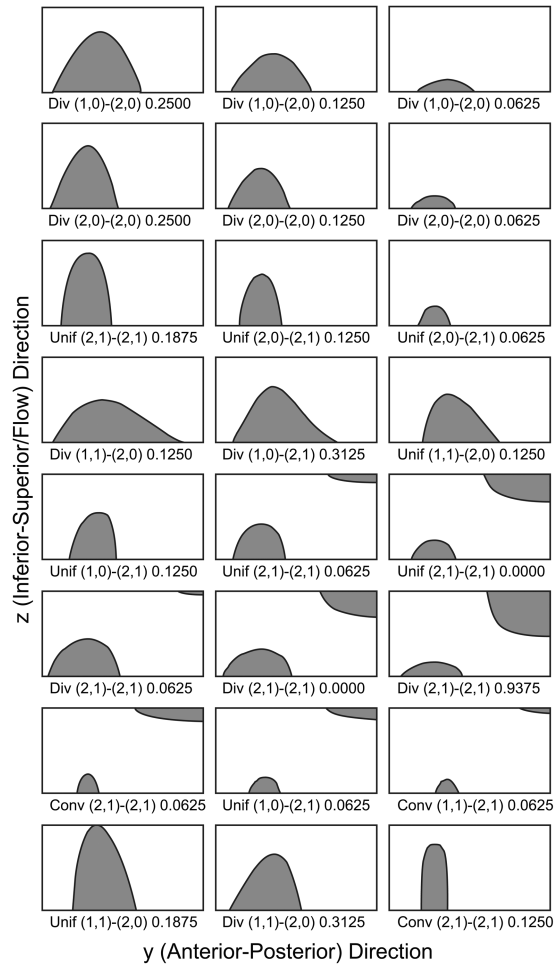 Div (1,0)-(2,0) 0.2500
Div (1,0)-(2,0) 0.1250
Div (1,0)-(2,0) 0.0625
Div (2,0)-(2,0) 0.2500
Div (2,0)-(2,0) 0.1250
Div (2,0)-(2,0) 0.0625
Unif (2,1)-(2,1) 0.1875
Unif (2,0)-(2,1) 0.1250
Unif (2,0)-(2,1) 0.0625
z (Inferior-Superior/Flow) Direction
Div (1,1)-(2,0) 0.1250
Div (1,0)-(2,1) 0.3125
Unif (1,1)-(2,0) 0.1250
Unif (1,0)-(2,1) 0.1250
Unif (2,1)-(2,1) 0.0625
Unif (2,1)-(2,1) 0.0000
Div (2,1)-(2,1) 0.0625
Div (2,1)-(2,1) 0.0000
Div (2,1)-(2,1) 0.9375
Conv (2,1)-(2,1) 0.0625
Unif (1,0)-(2,1) 0.0625
Conv (1,1)-(2,1) 0.0625
Unif (1,1)-(2,0) 0.1875
Div (1,1)-(2,0) 0.3125
Conv (2,1)-(2,1) 0.1250
y (Anterior-Posterior) Direction